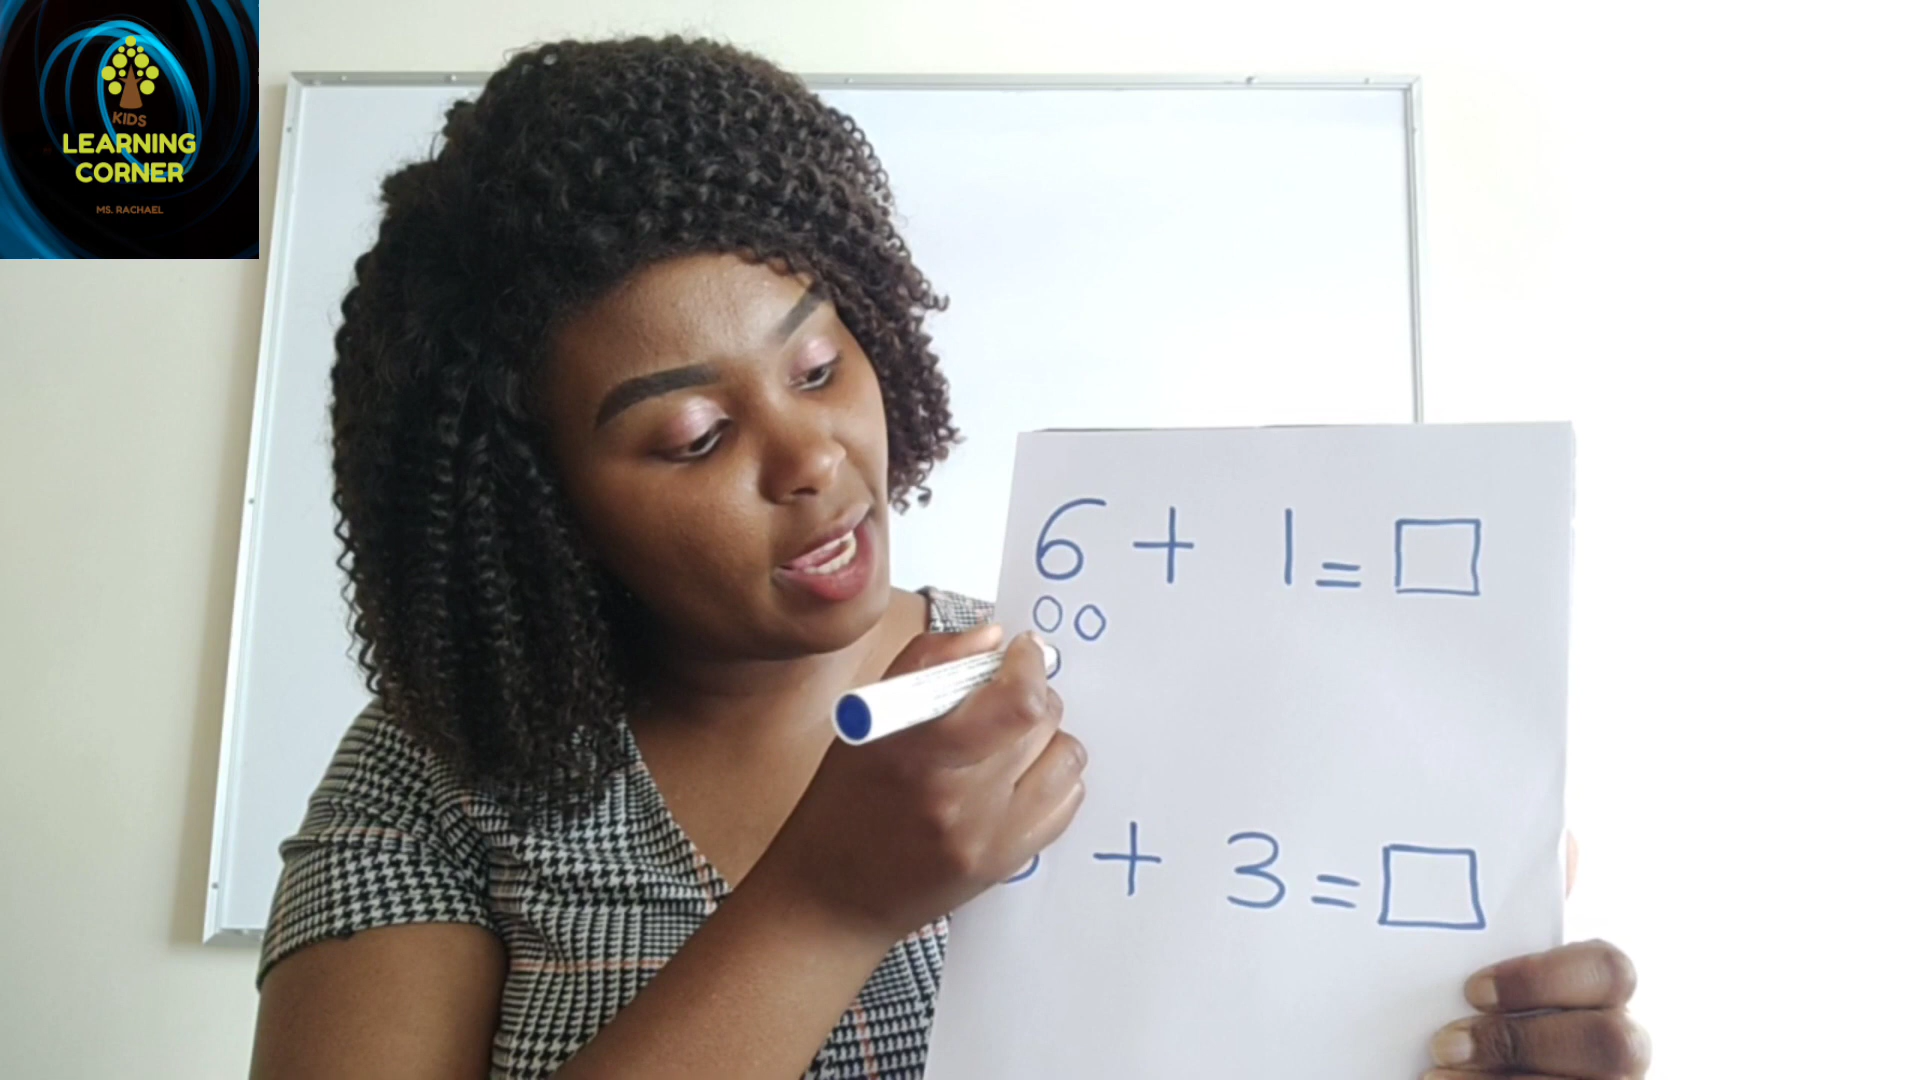 KIDS
LEARNING
CORNER
MS. RACHAEL
6 + 1 = □
+ 3 = □